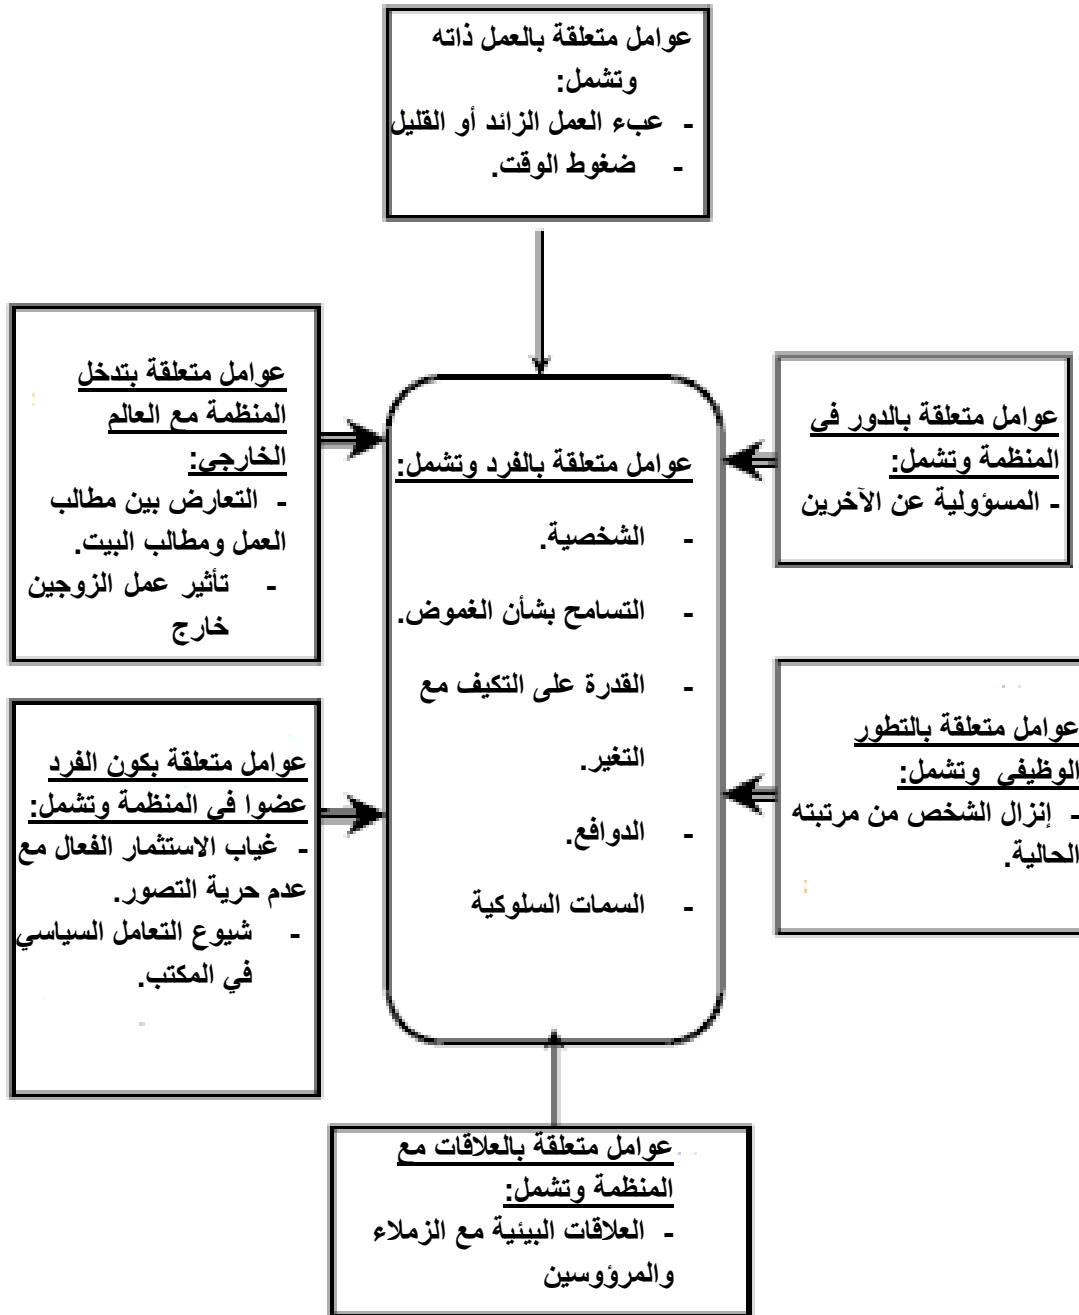 عوامل متعلقة بالعمل ذاته
وتشمل:
- عبء العمل الزائد أو القليل
- ضغوط الوقت.
عوامل متعلقة بالدور في
المنظمة وتشمل:
- المسؤولية عن الآخرين
عوامل متعلقة بتدخل
المنظمة مع العالم
الخارجي:
- التعارض بين مطالب
العمل ومطالب البيت.
- تأثير عمل الزوجين
خارج
عوامل متعلقة بالفرد وتشمل:
- الشخصية.
- التسامح بشأن الغموض.
- القدرة على التكيف مع
التغير.
- الدوافع.
- السمات السلوكية
عوامل متعلقة بالتطور
الوظيفي وتشمل:
- إنزال الشخص من مرتبته
الحالية.
عوامل متعلقة بكون الفرد
عضوا في المنظمة وتشمل:
- غياب الاستثمار الفعال مع
عدم حرية التصور.
- شيوع التعامل السياسي
في المكتب.
عوامل متعلقة بالعلاقات مع
المنظمة وتشمل:
- العلاقات البيئية مع الزملاء
والمرؤوسين